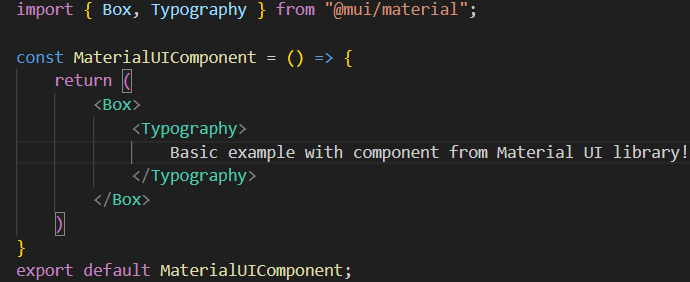 import { Box, Typography } from "@mui/material";
const MaterialUIComponent = () => {
return (
<Box>
<Typography>
Basic example with component from Material UI library!
</Typography>
</Box>
)
}
export default MaterialUIComponent;